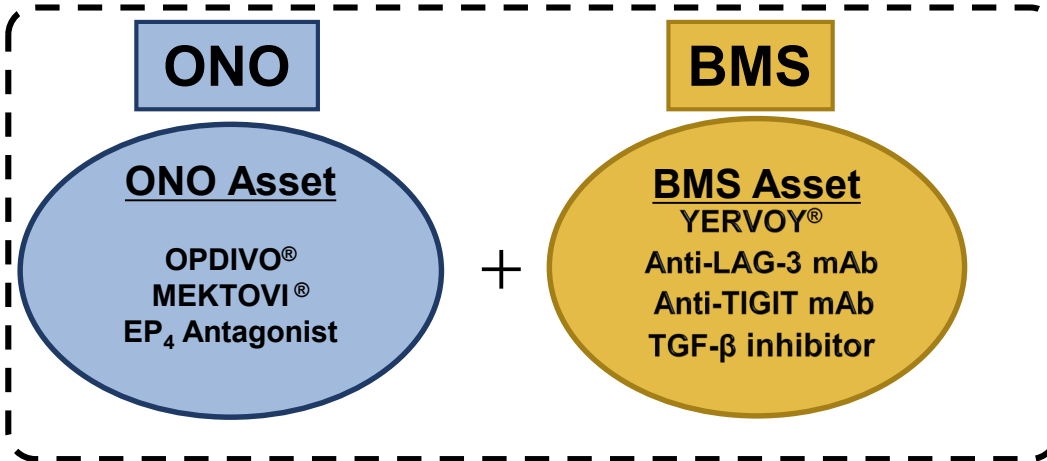 ONO
ONO Asset
OPDIVO®
MEKTOVI ®
EP₄ Antagonist
+
BMS
BMS Asset
YERVOY®
Anti-LAG-3 mAb
Anti-TIGIT mAb
TGF-β inhibitor